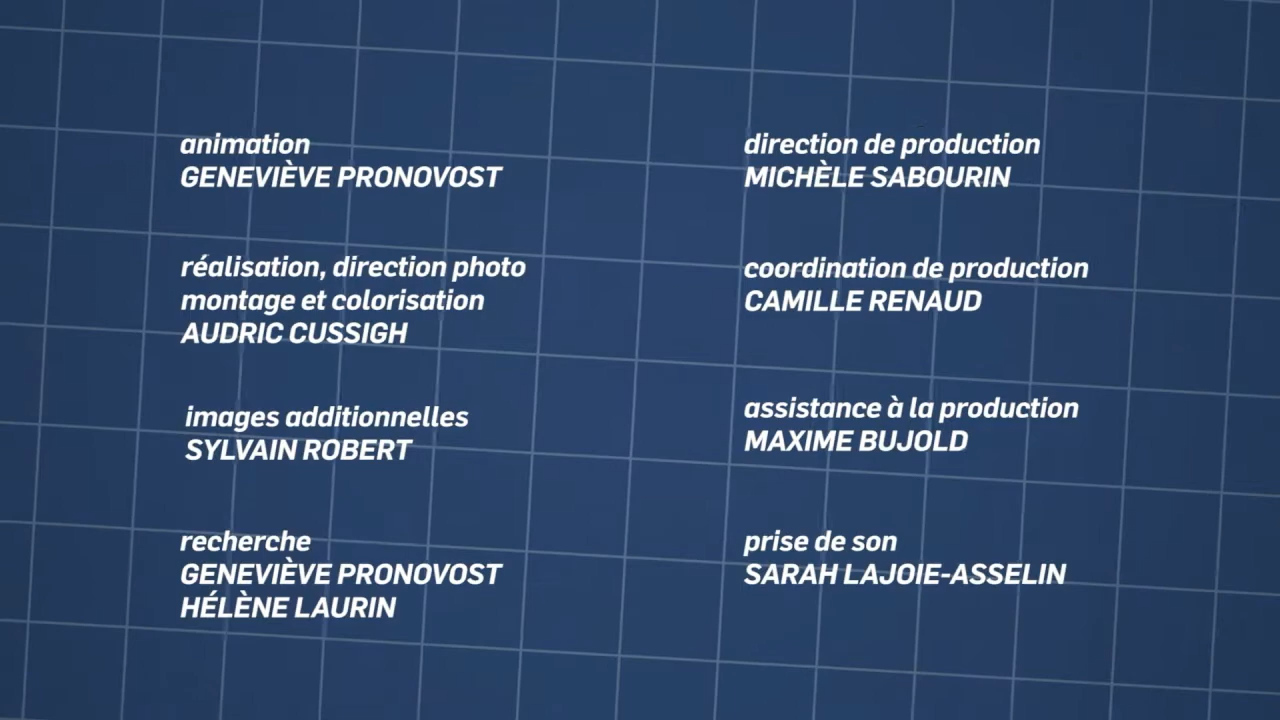 animation
GENEVIÈVE PRONOVOST
réalisation, direction photo
montage et colorisation
AUDRIC CUSSIGH
images additionnelles
SYLVAIN ROBERT
recherche
GENEVIÈVE PRONOVOST
HÉLÈNE LAURIN
direction de production
MICHÈLE SABOURIN
coordination de production
CAMILLE RENAUD
assistance à la production
MAXIME BUJOLD
prise de son
SARAH LAJOIE-ASSELIN